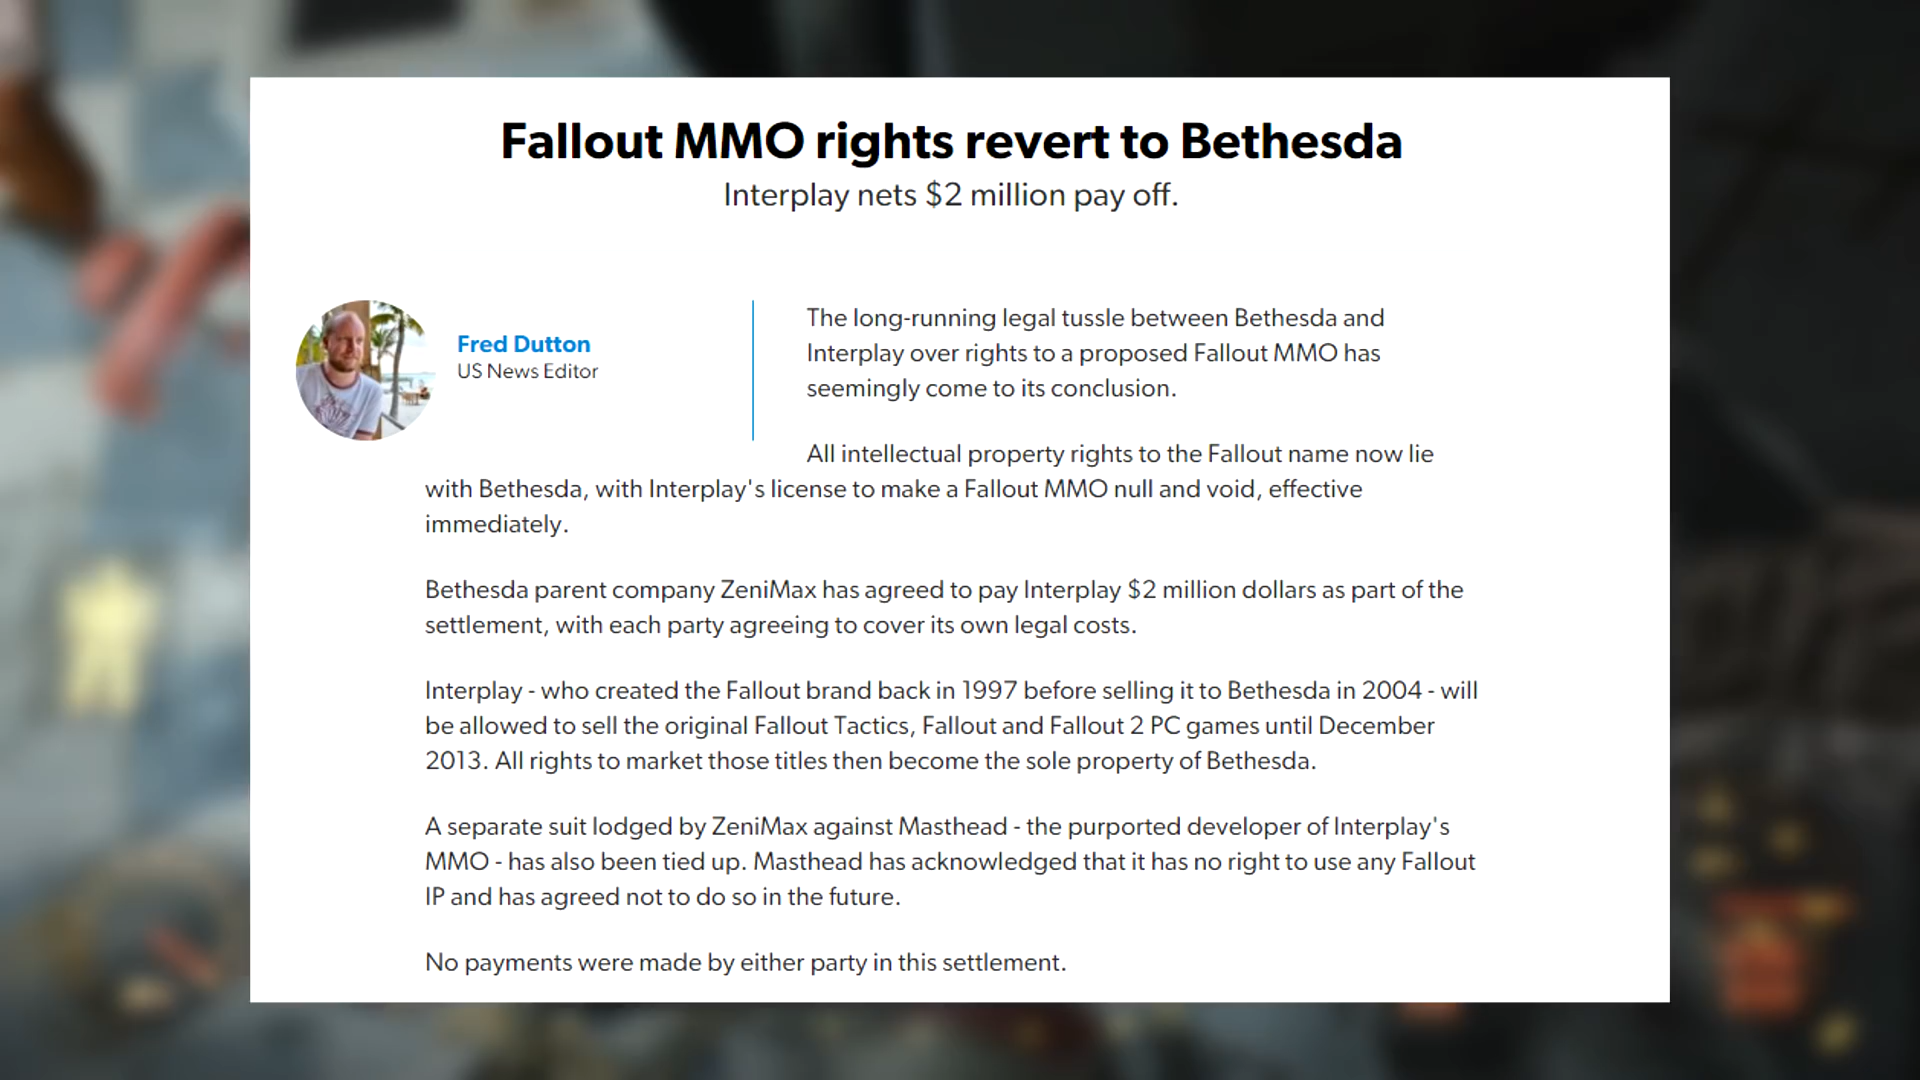 Fallout MMO rights revert to Bethesda
Interplay nets $2 million pay off.
Fred Dutton
US News Editor
The long-running legal tussle between Bethesda and
Interplay over rights to a proposed Fallout MMO has
seemingly come to its conclusion.
All intellectual property rights to the Fallout name now lie
with Bethesda, with Interplay's license to make a Fallout MMO null and void, effective
immediately.
Bethesda parent company ZeniMax has agreed to pay Interplay $2 million dollars as part of the
settlement, with each party agreeing to cover its own legal costs.
Interplay - who created the Fallout brand back in 1997 before selling it to Bethesda in 2004 - will
be allowed to sell the original Fallout Tactics, Fallout and Fallout 2 PC games until December
2013. All rights to market those titles then become the sole property of Bethesda.
A separate suit lodged by ZeniMax against Masthead - the purported developer of Interplay's
MMO - has also been tied up. Masthead has acknowledged that it has no right to use any Fallout
IP and has agreed not to do so in the future.
No payments were made by either party in this settlement.